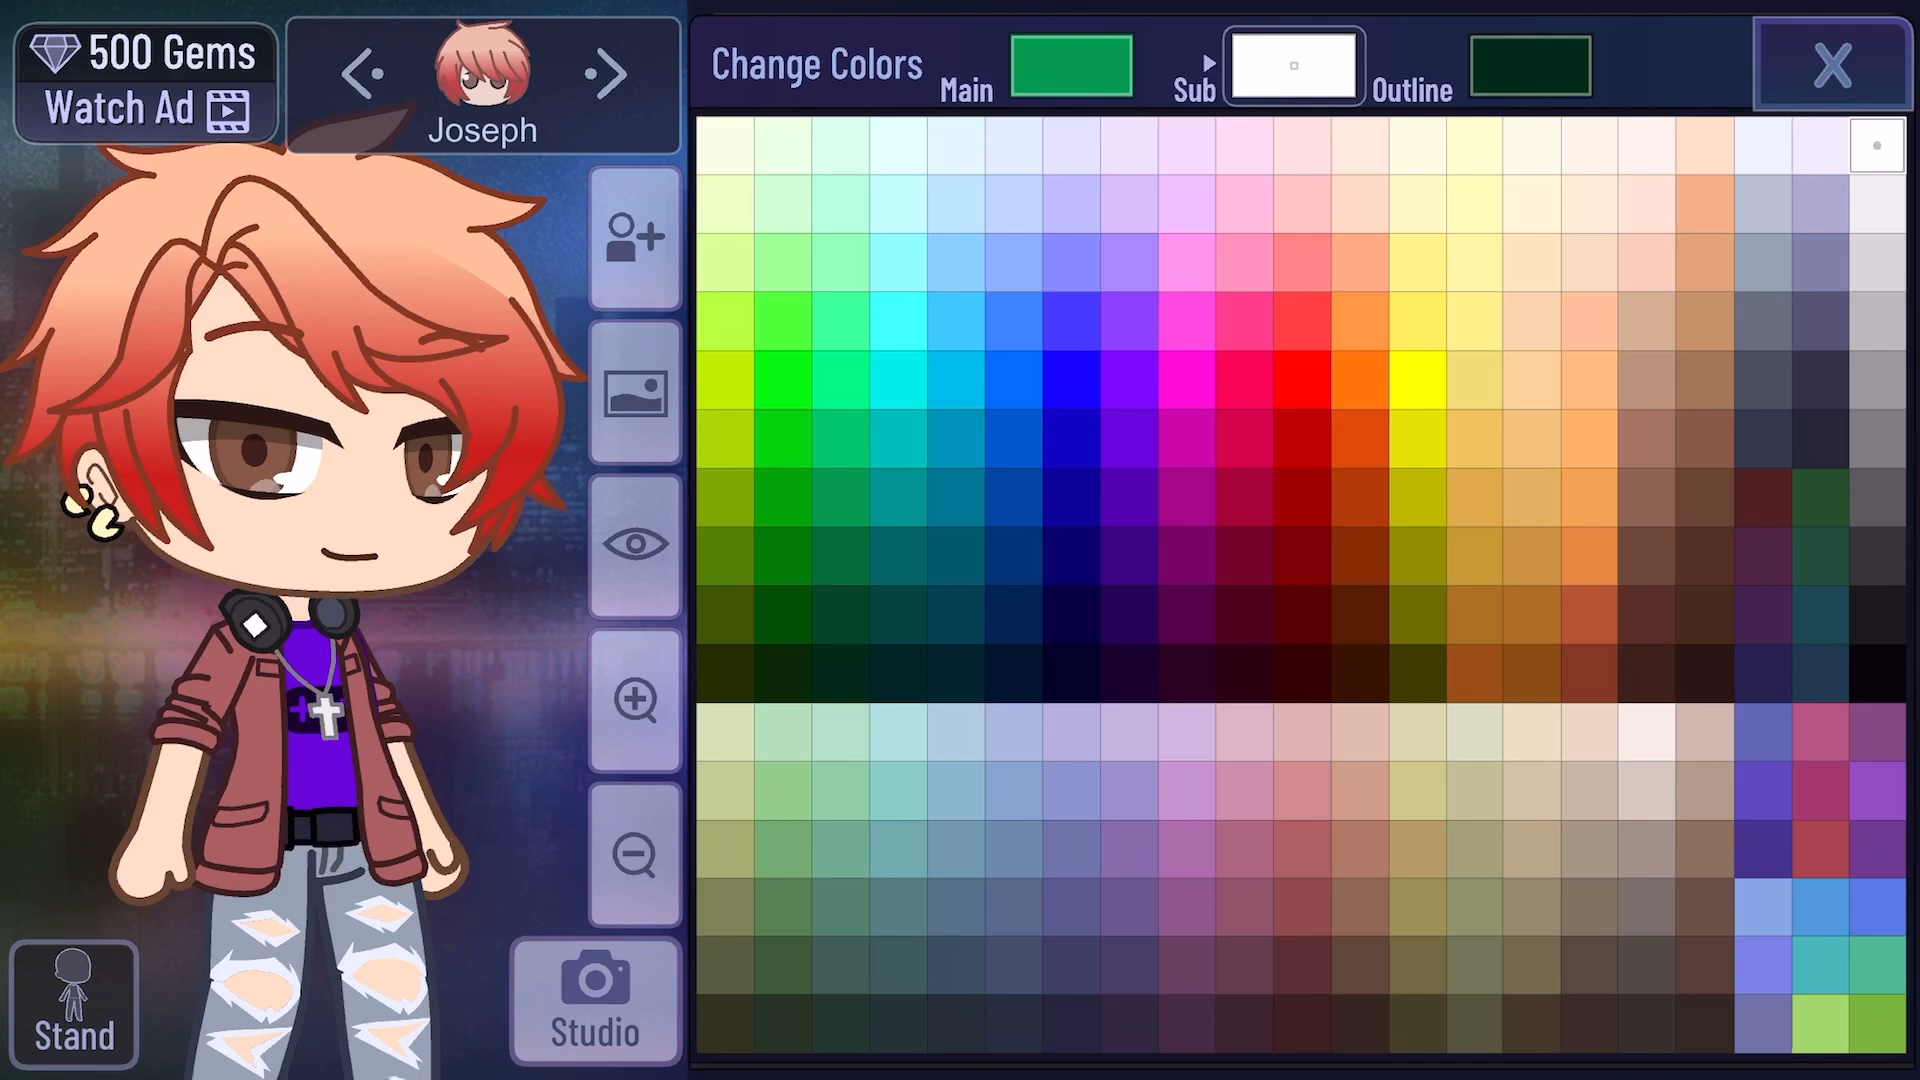 500 Gems
Watch Ad
Joseph
Change Colors
Main
Sub
Outline
X
Stand
Studio